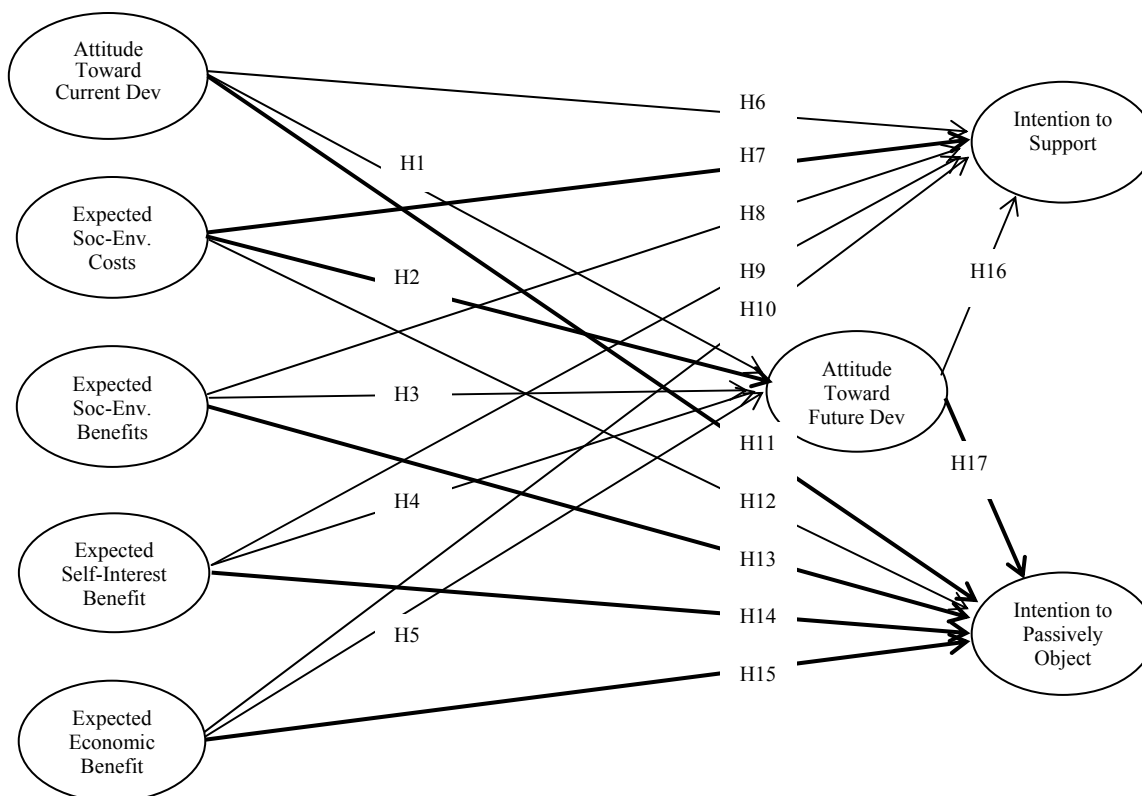 Attitude
Toward
Current Dev
Expected
Soc-Env.
Costs
Expected
Soc-Env.
Benefits
Expected
Self-Interest
Benefit
Expected
Economic
Benefit
H1
H2
H3
H4
H5
H6
H7
H8
H9
H10
H11
H12
H13
H14
H15
Attitude
Toward
Future Dev
H16
H17
Intention to
Support
Intention to
Passively
Object